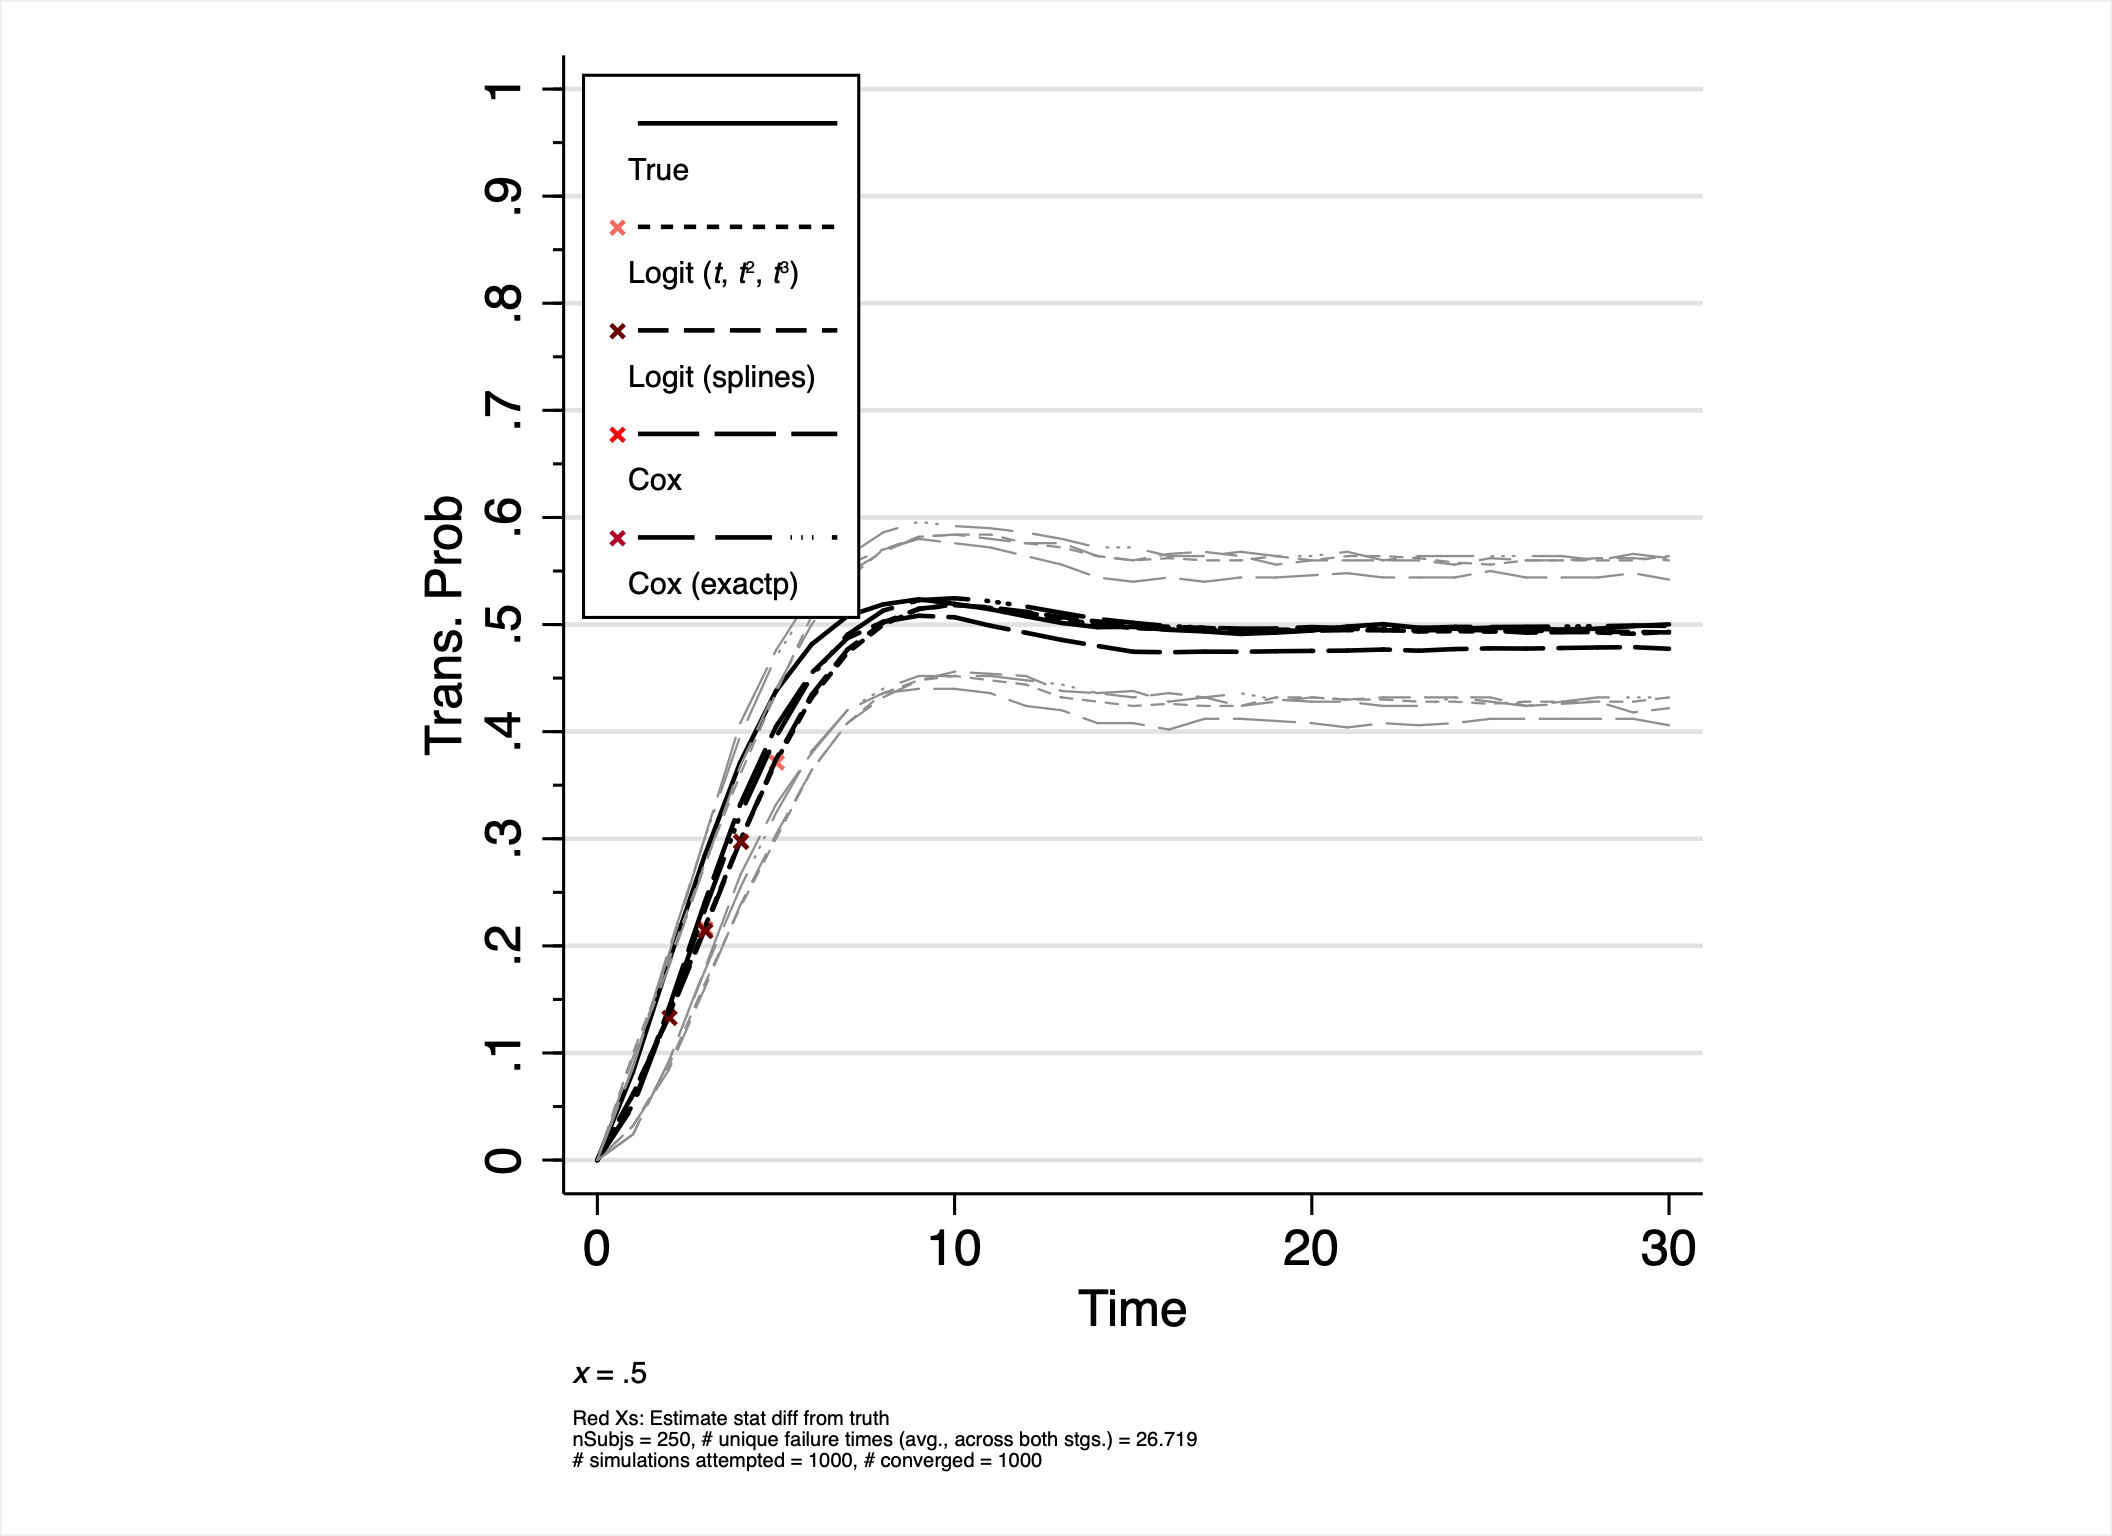 1
.9
.8
.7
.6
.5
.4
.3
.2
.1
0
Trans. Prob
True
Logit (t, t², t³)
Logit (splines)
Cox
Cox (exactp)
0 10 20 30
Time
x = .5
Red Xs: Estimate stat diff from truth
nSubjs = 250, # unique failure times (avg., across both stgs.) = 26.719
# simulations attempted = 1000, # converged = 1000